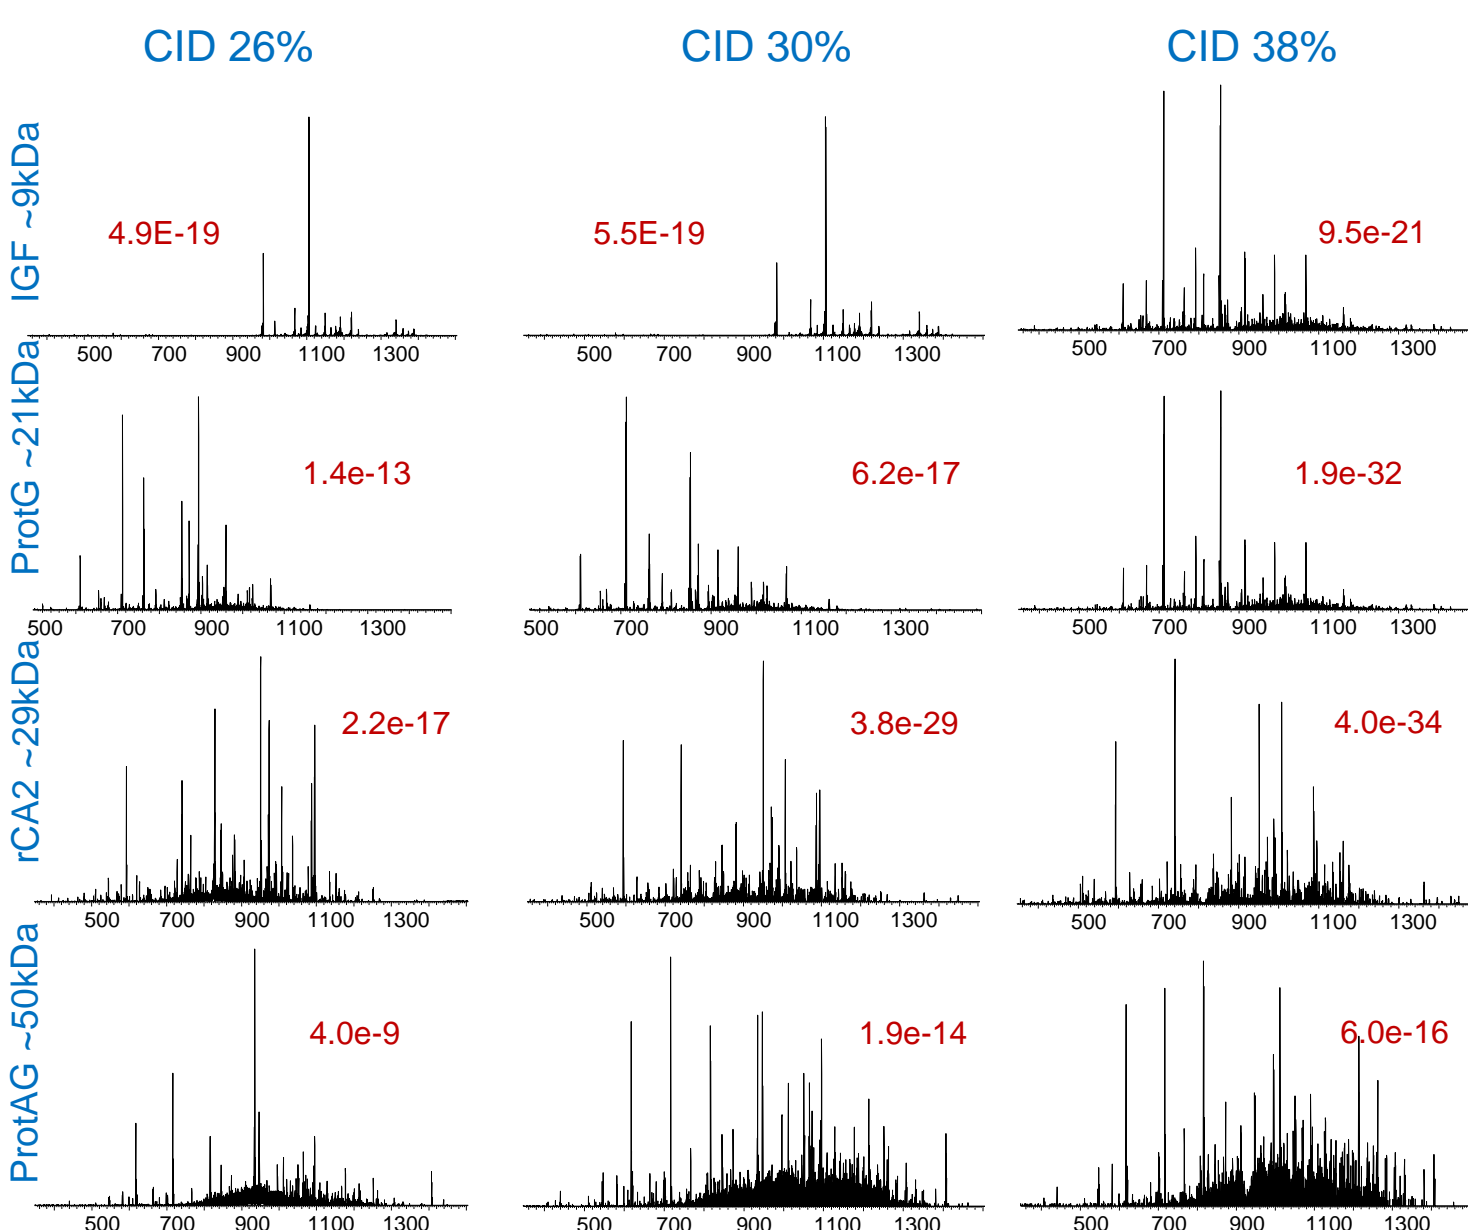 CID 26% CID 30% CID 38%
IGF ~9kDa
4.9E-19 5.5E-19 9.5e-21
500 700 900 1100 1300 500 700 900 1100 1300 500 700 900 1100 1300
ProtG ~21kDa
1.4e-13 6.2e-17 1.9e-32
500 700 900 1100 1300 500 700 900 1100 1300 500 700 900 1100 1300
rCA2 ~29kDa
2.2e-17 3.8e-29 4.0e-34
500 700 900 1100 1300 500 700 900 1100 1300 500 700 900 1100 1300
ProtAG ~50kDa
4.0e-9 1.9e-14 6.0e-16
500 700 900 1100 1300 500 700 900 1100 1300 500 700 900 1100 1300